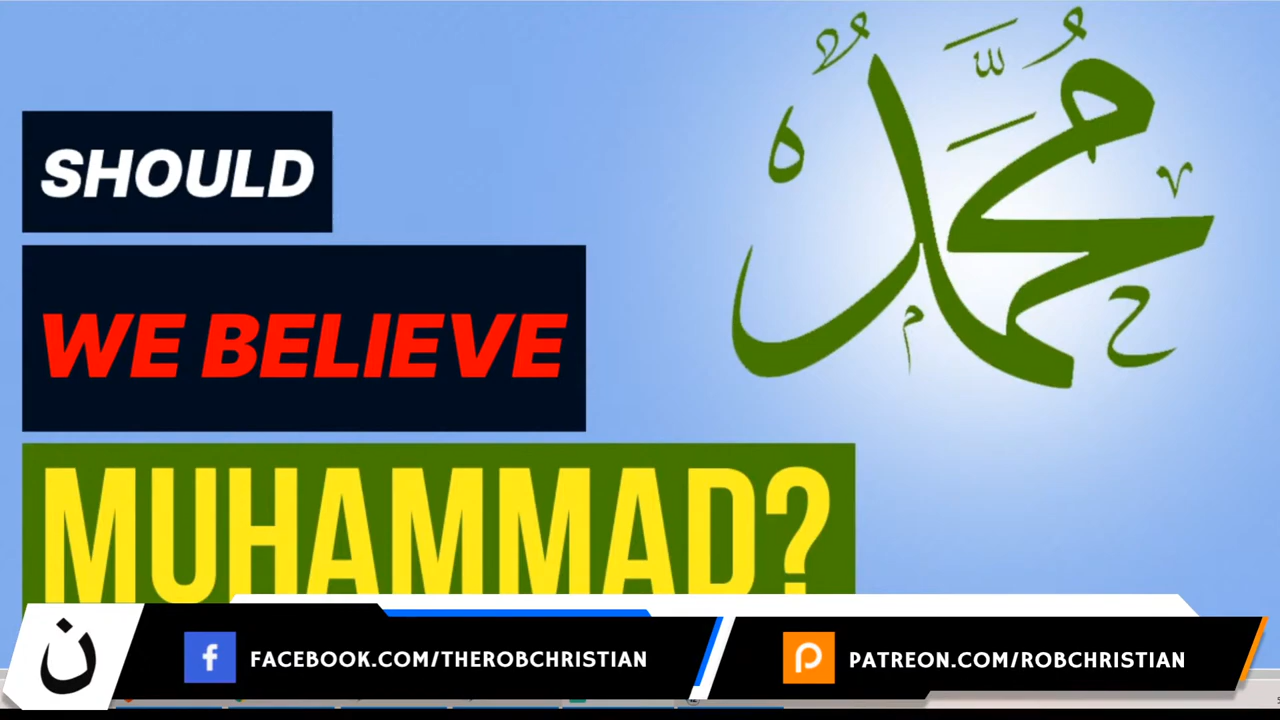 SHOULD
WE BELIEVE
MUHAMMAD?
محمد
ن
FACEBOOK.COM/THEROBCHRISTIAN
PATREON.COM/ROBCHRISTIAN